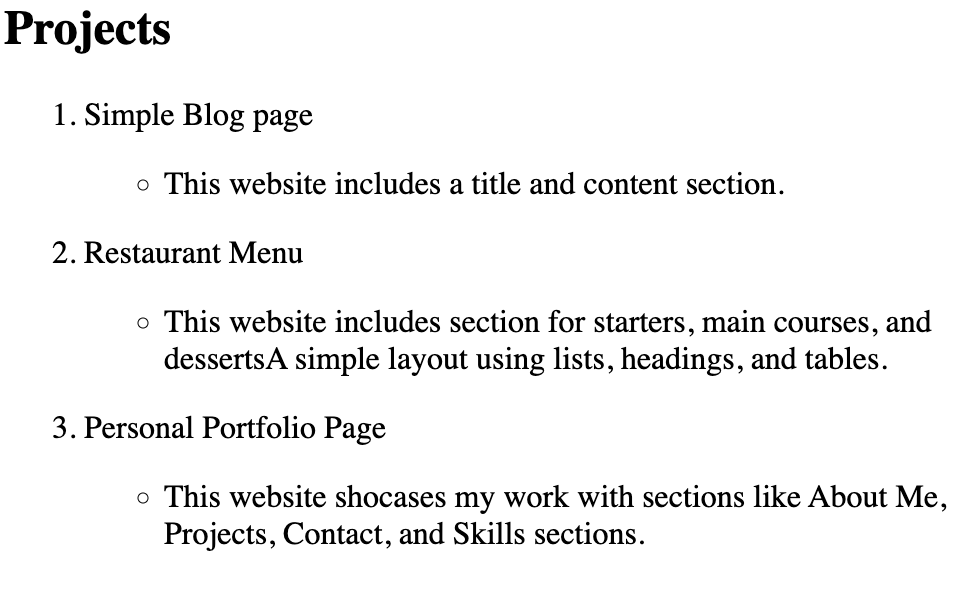 Projects
1. Simple Blog page
◦ This website includes a title and content section.
2. Restaurant Menu
◦ This website includes section for starters, main courses, and
dessertsA simple layout using lists, headings, and tables.
3. Personal Portfolio Page
◦ This website shocases my work with sections like About Me,
Projects, Contact, and Skills sections.